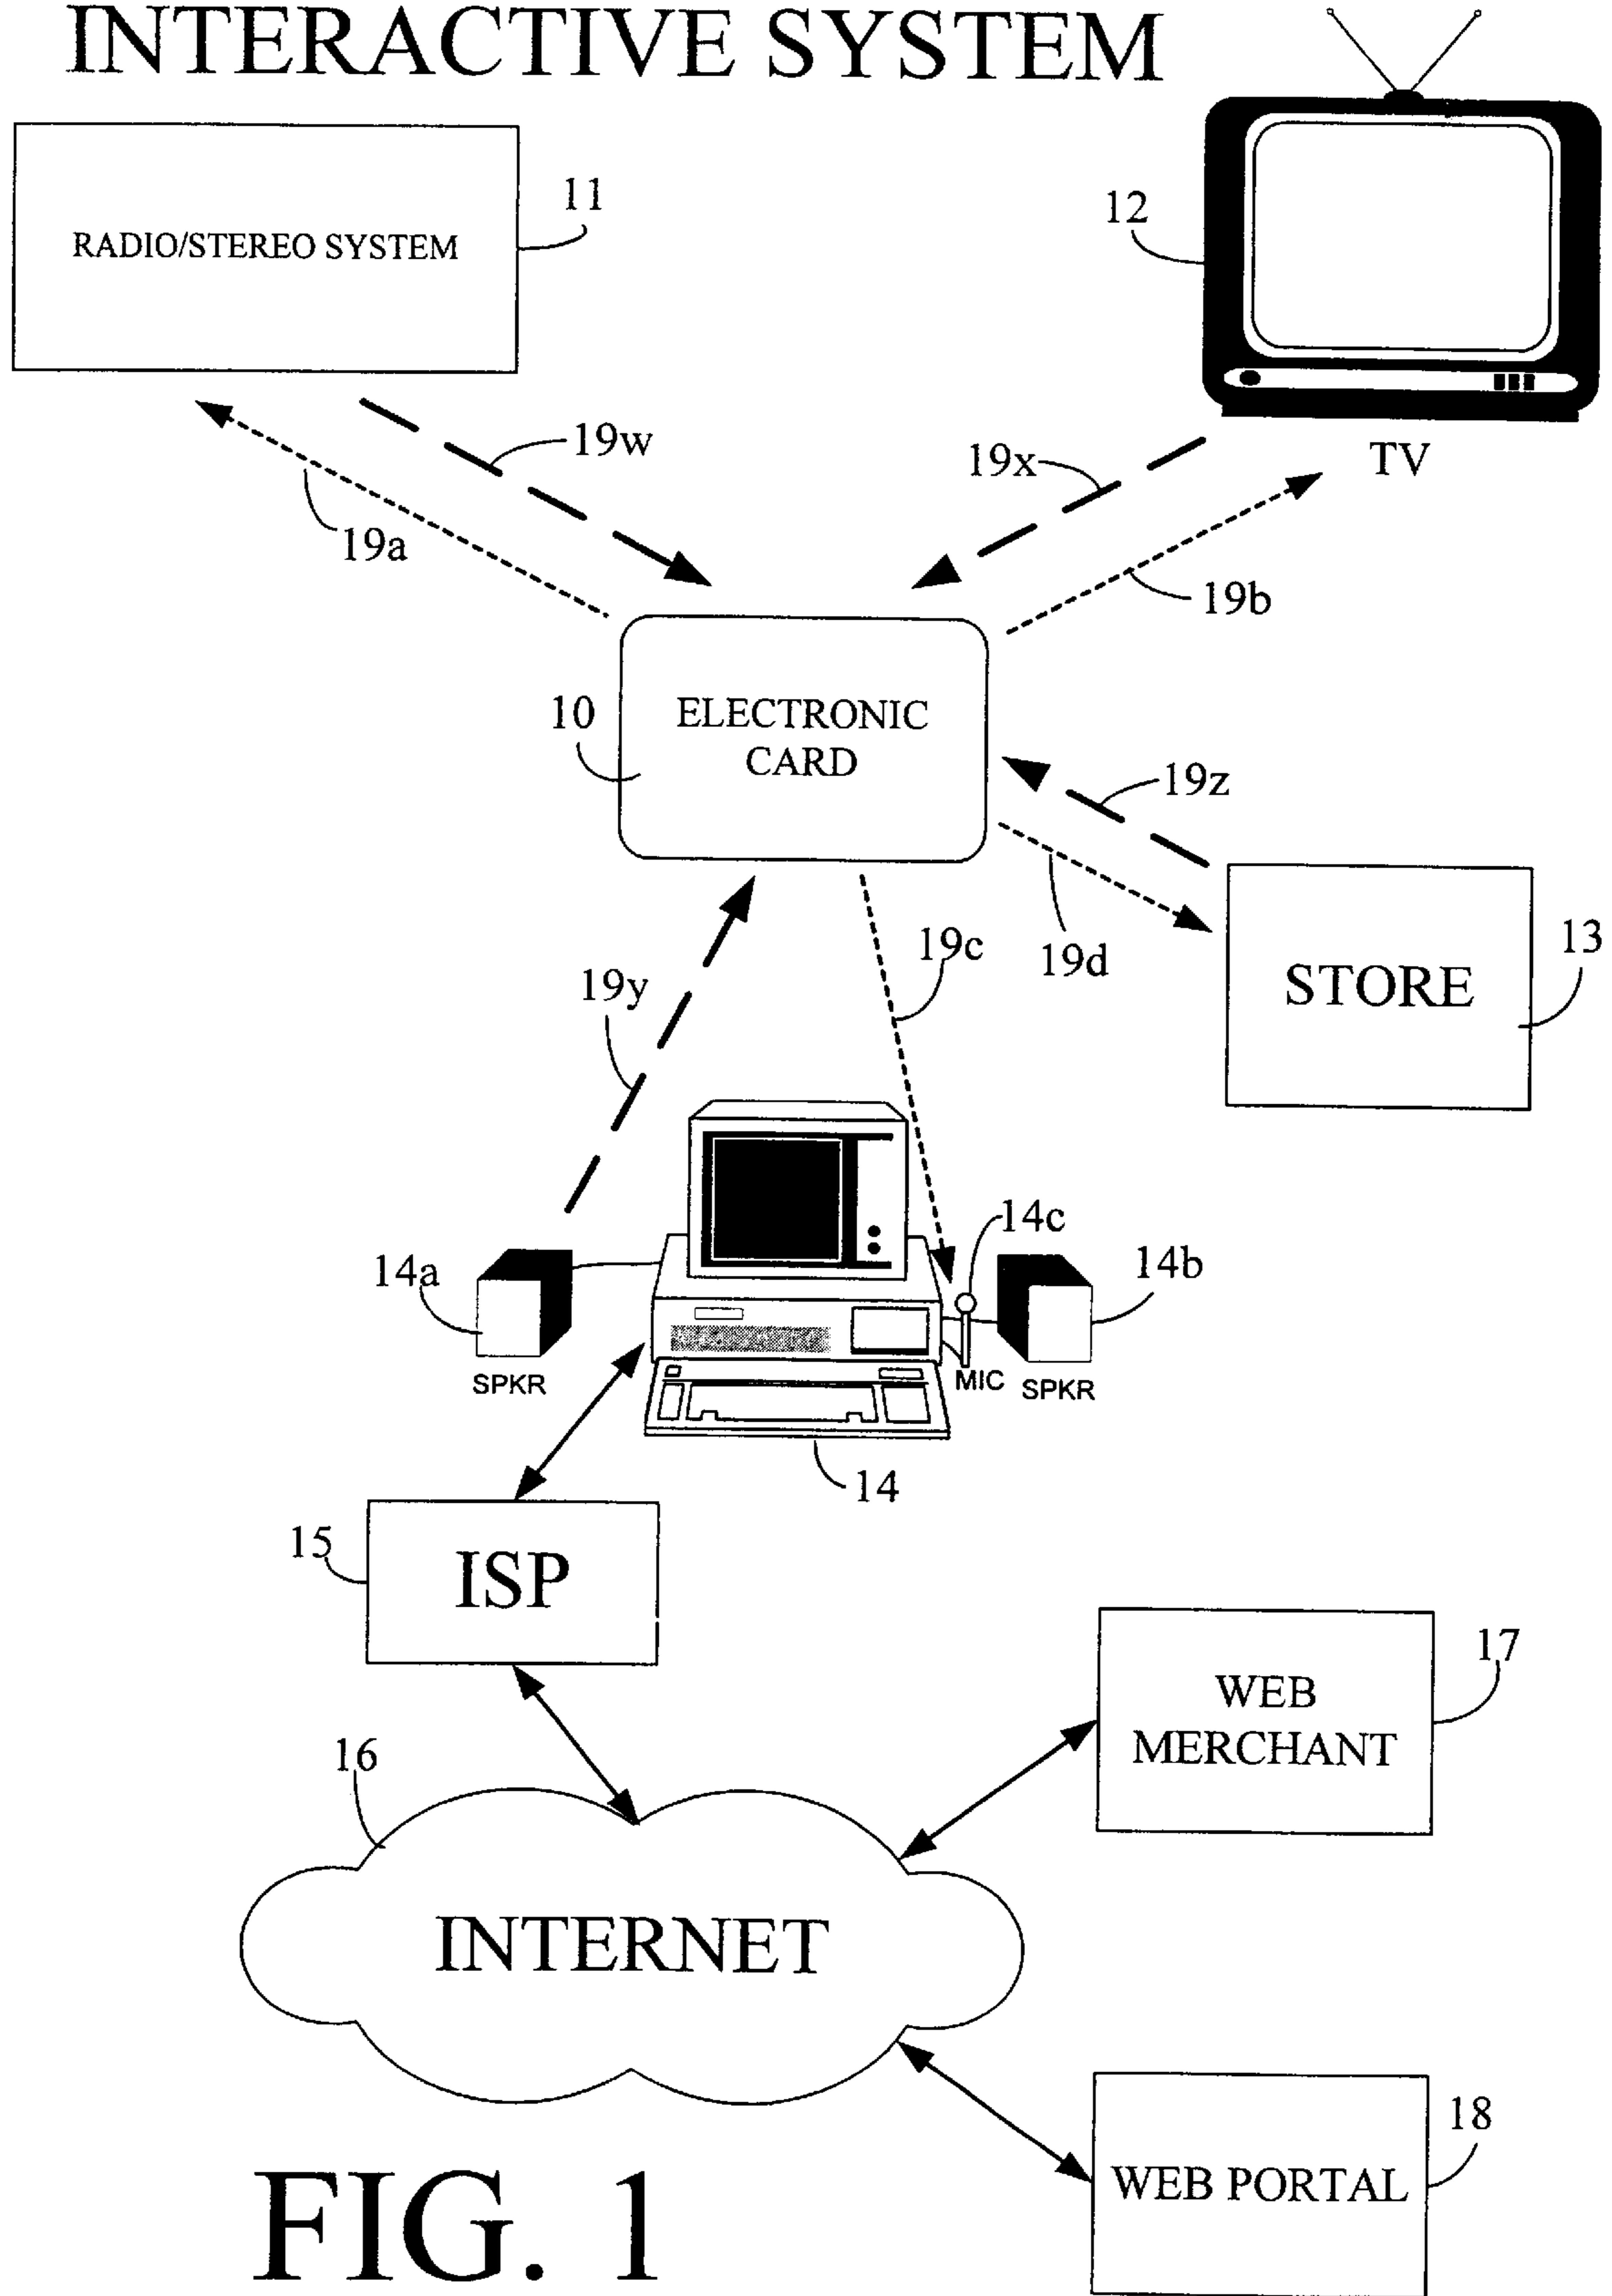 INTERACTIVE SYSTEM
RADIO/STEREO SYSTEM
11
12
TV
19w
19x
19a
19b
10
ELECTRONIC
CARD
19z
19d
19c
19y
STORE
13
14a
14c
14b
SPKR
MIC
SPKR
14
15
ISP
17
WEB
MERCHANT
16
INTERNET
18
WEB PORTAL
FIG. 1